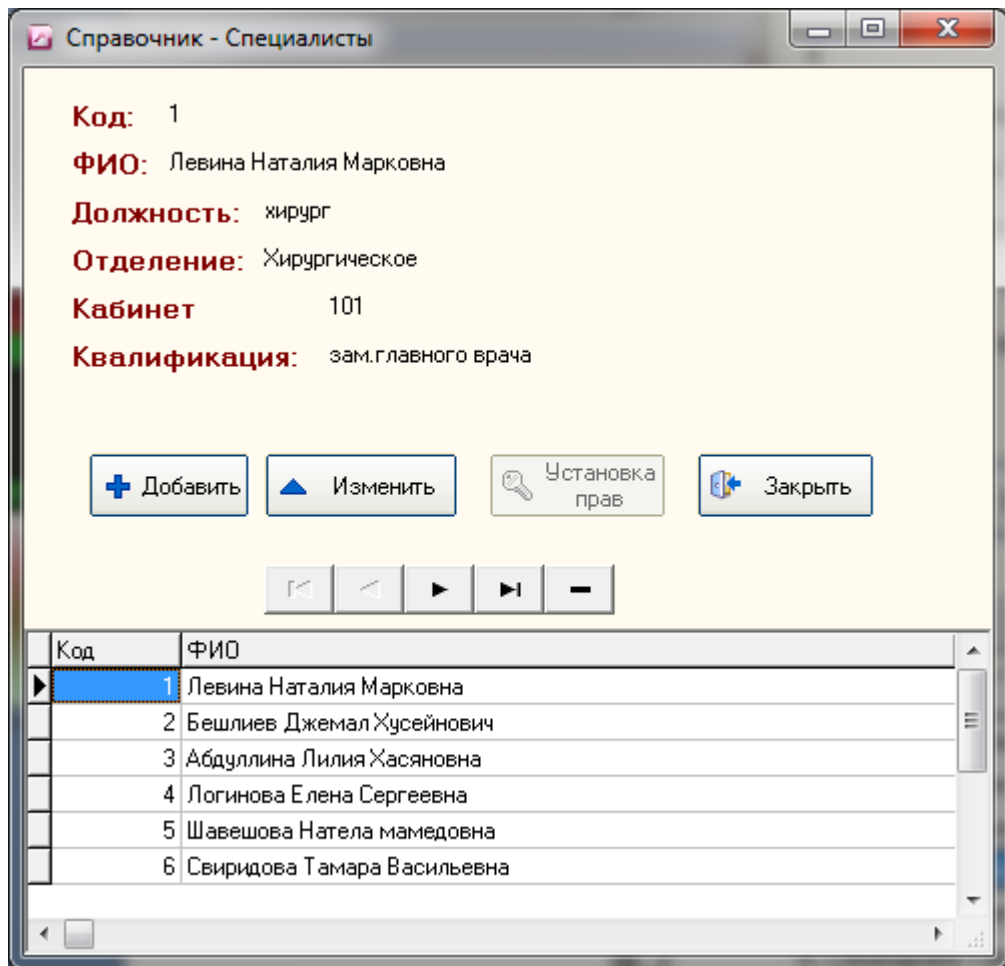 Справочник - Специалисты
Код: 1
ФИО: Левина Наталия Марковна
Должность: хирург
Отделение: Хирургическое
Кабинет 101
Квалификация: зам.главного врача
Добавить Изменить Установка прав Закрыть
Код ФИО
1 Левина Наталия Марковна
2 Бешлиев Джемал Хусейнович
3 Абдуллина Лилия Хасяновна
4 Логинова Елена Сергеевна
5 Шавешова Натела мамедовна
6 Свиридова Тамара Васильевна